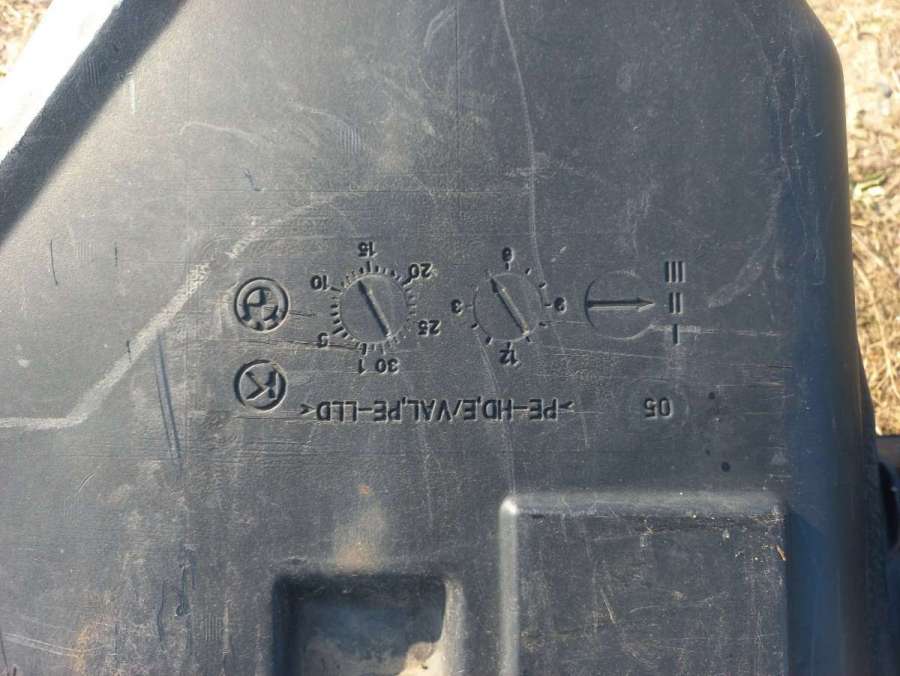 05 >PE-HD,E/VAL,PE-LLD< K
I
II
III
12
3
6
9
30
1
5
10
15
20
25